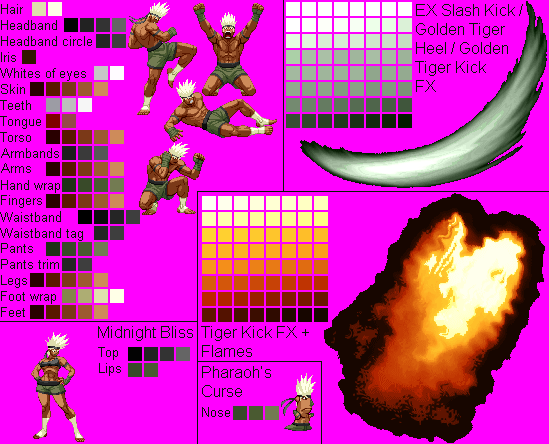 Hair
Headband
Headband circle
Iris
Whites of eyes
Skin
Teeth
Tongue
Torso
Armbands
Arms
Hand wrap
Fingers
Waistband
Waistband tag
Pants
Pants trim
Legs
Foot wrap
Feet
EX Slash Kick /
Golden Tiger
Heel / Golden
Tiger Kick
FX
Midnight Bliss
Top
Lips
Tiger Kick FX +
Flames
Pharaoh's
Curse
Nose